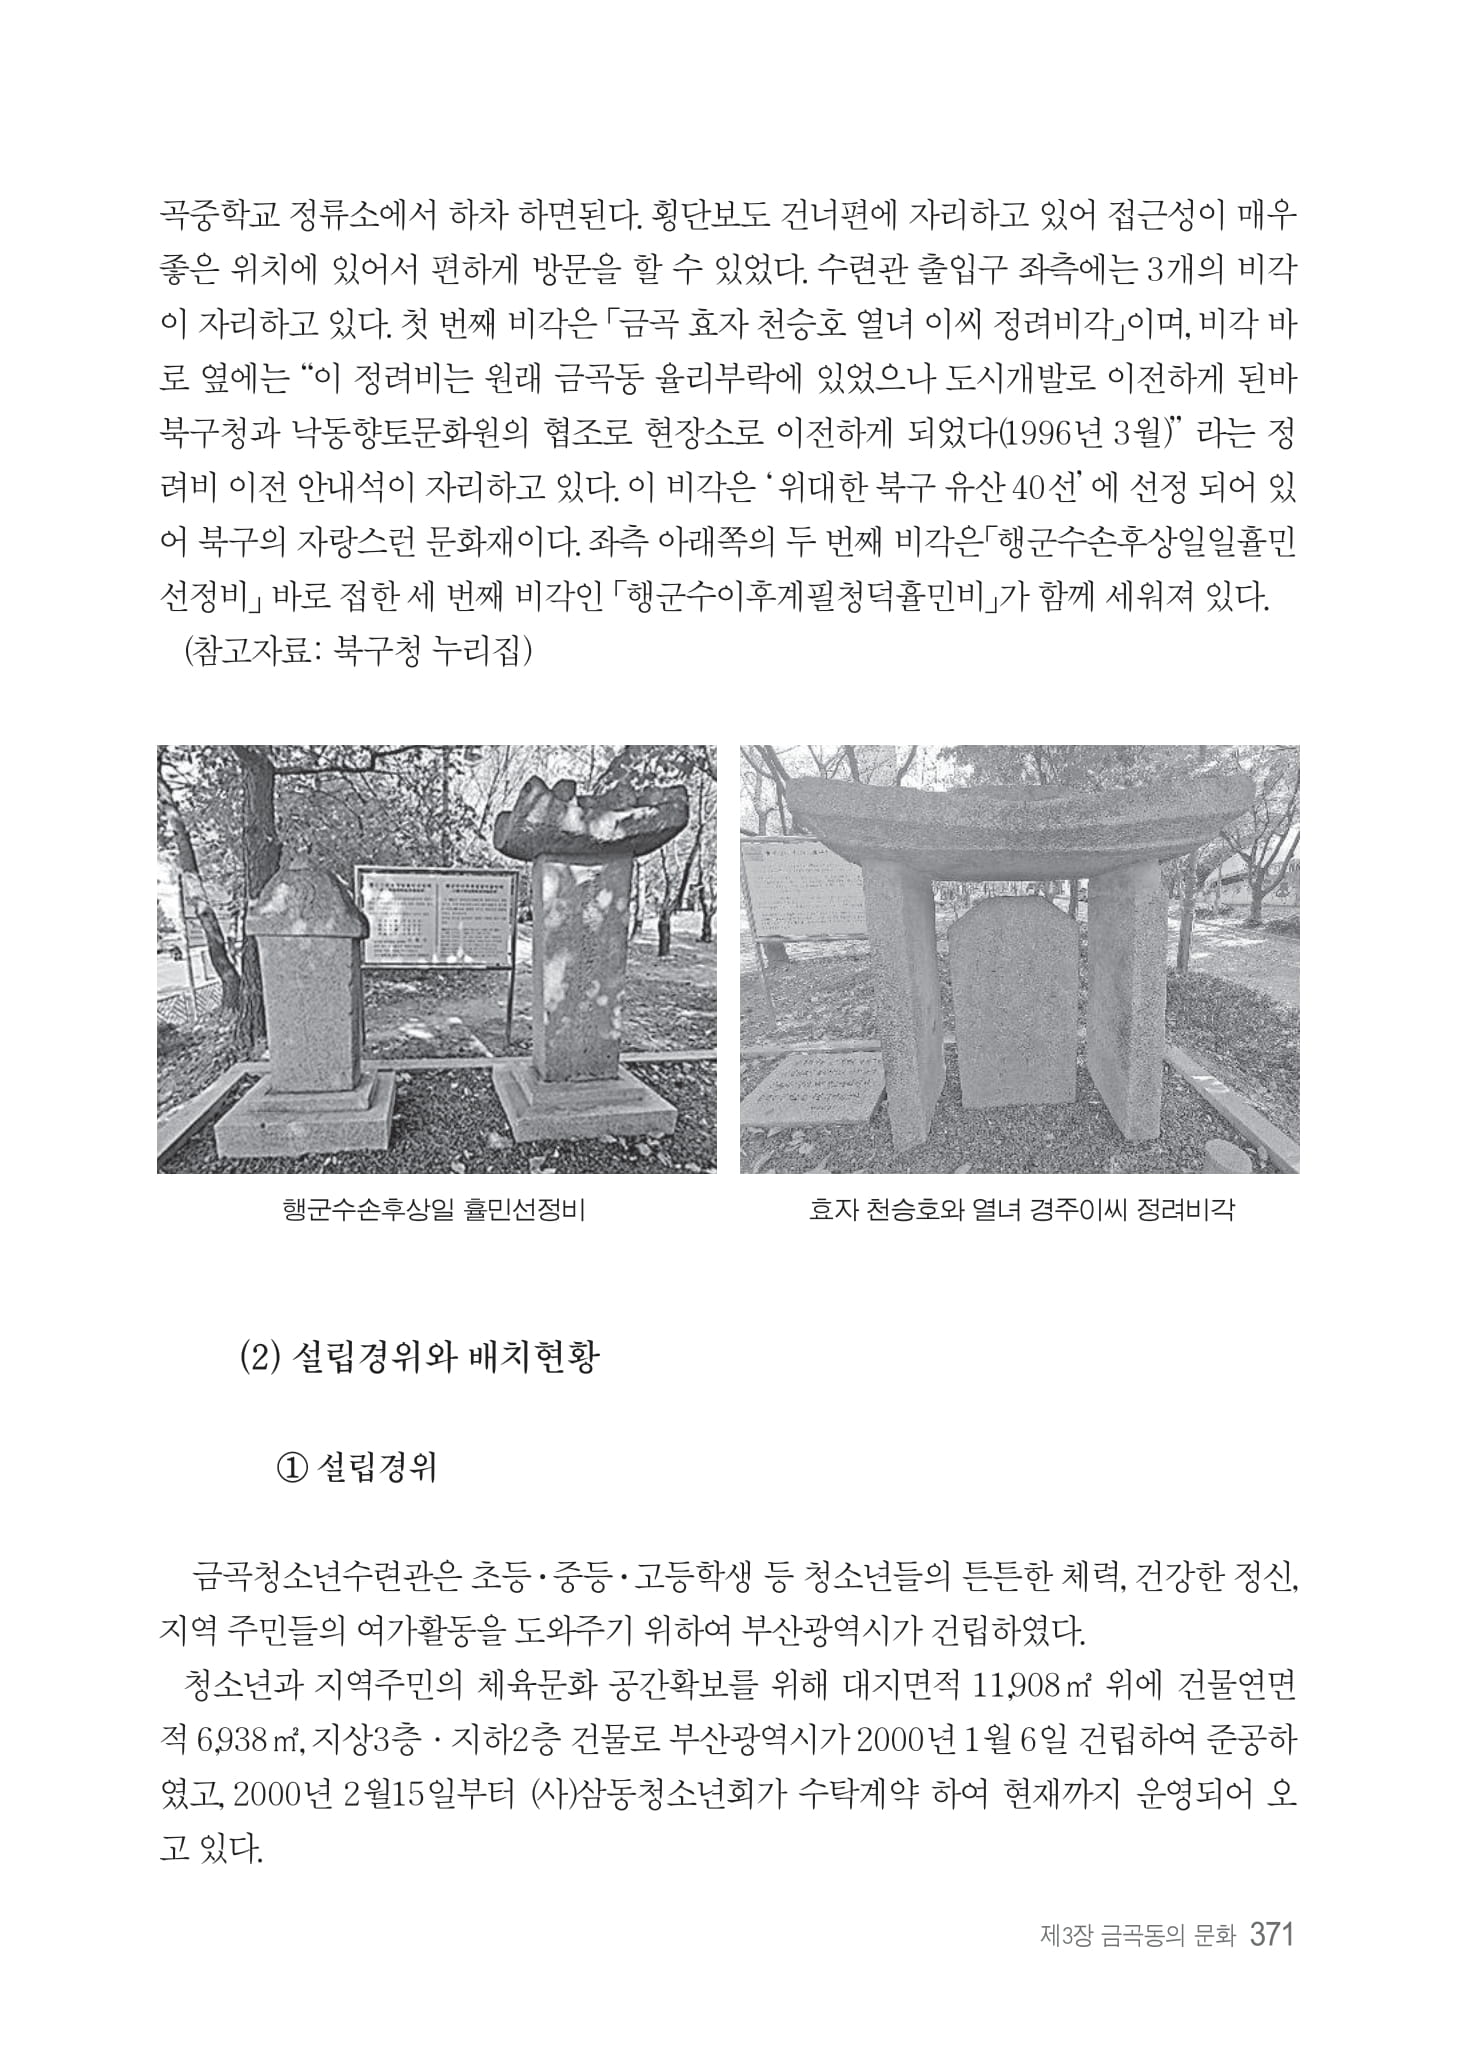 곡중학교 정류소에서 하차 하면된다. 횡단보도 건너편에 자리하고 있어 접근성이 매우
좋은 위치에 있어서 편하게 방문을 할 수 있었다. 수련관 출입구 좌측에는 3개의 비각
이 자리하고 있다. 첫 번째 비각은 「금곡 효자 천승호 열녀 이씨 정려비각」이며, 비각 바
로 옆에는 “이 정려비는 원래 금곡동 율리부락에 있었으나 도시개발로 이전하게 된바
북구청과 낙동향토문화원의 협조로 현장소로 이전하게 되었다(1996년 3월)” 라는 정
려비 이전 안내석이 자리하고 있다. 이 비각은 ‘위대한 북구 유산 40선’ 에 선정 되어 있
어 북구의 자랑스런 문화재이다. 좌측 아래쪽의 두 번째 비각은「행군수손후상일일휼민
선정비」 바로 접한 세 번째 비각인 「행군수이후계필청덕휼민비」가 함께 세워져 있다.
(참고자료: 북구청 누리집)
행군수손후상일 휼민선정비
효자 천승호와 열녀 경주이씨 정려비각
(2) 설립경위와 배치현황
① 설립경위
금곡청소년수련관은 초등·중등·고등학생 등 청소년들의 튼튼한 체력, 건강한 정신,
지역 주민들의 여가활동을 도와주기 위하여 부산광역시가 건립하였다.
청소년과 지역주민의 체육문화 공간확보를 위해 대지면적 11,908㎡ 위에 건물연면
적 6,938㎡, 지상3층 · 지하2층 건물로 부산광역시가 2000년 1월 6일 건립하여 준공하
였고, 2000년 2월15일부터 (사)삼동청소년회가 수탁계약 하여 현재까지 운영되어 오
고 있다.
제3장 금곡동의 문화 371